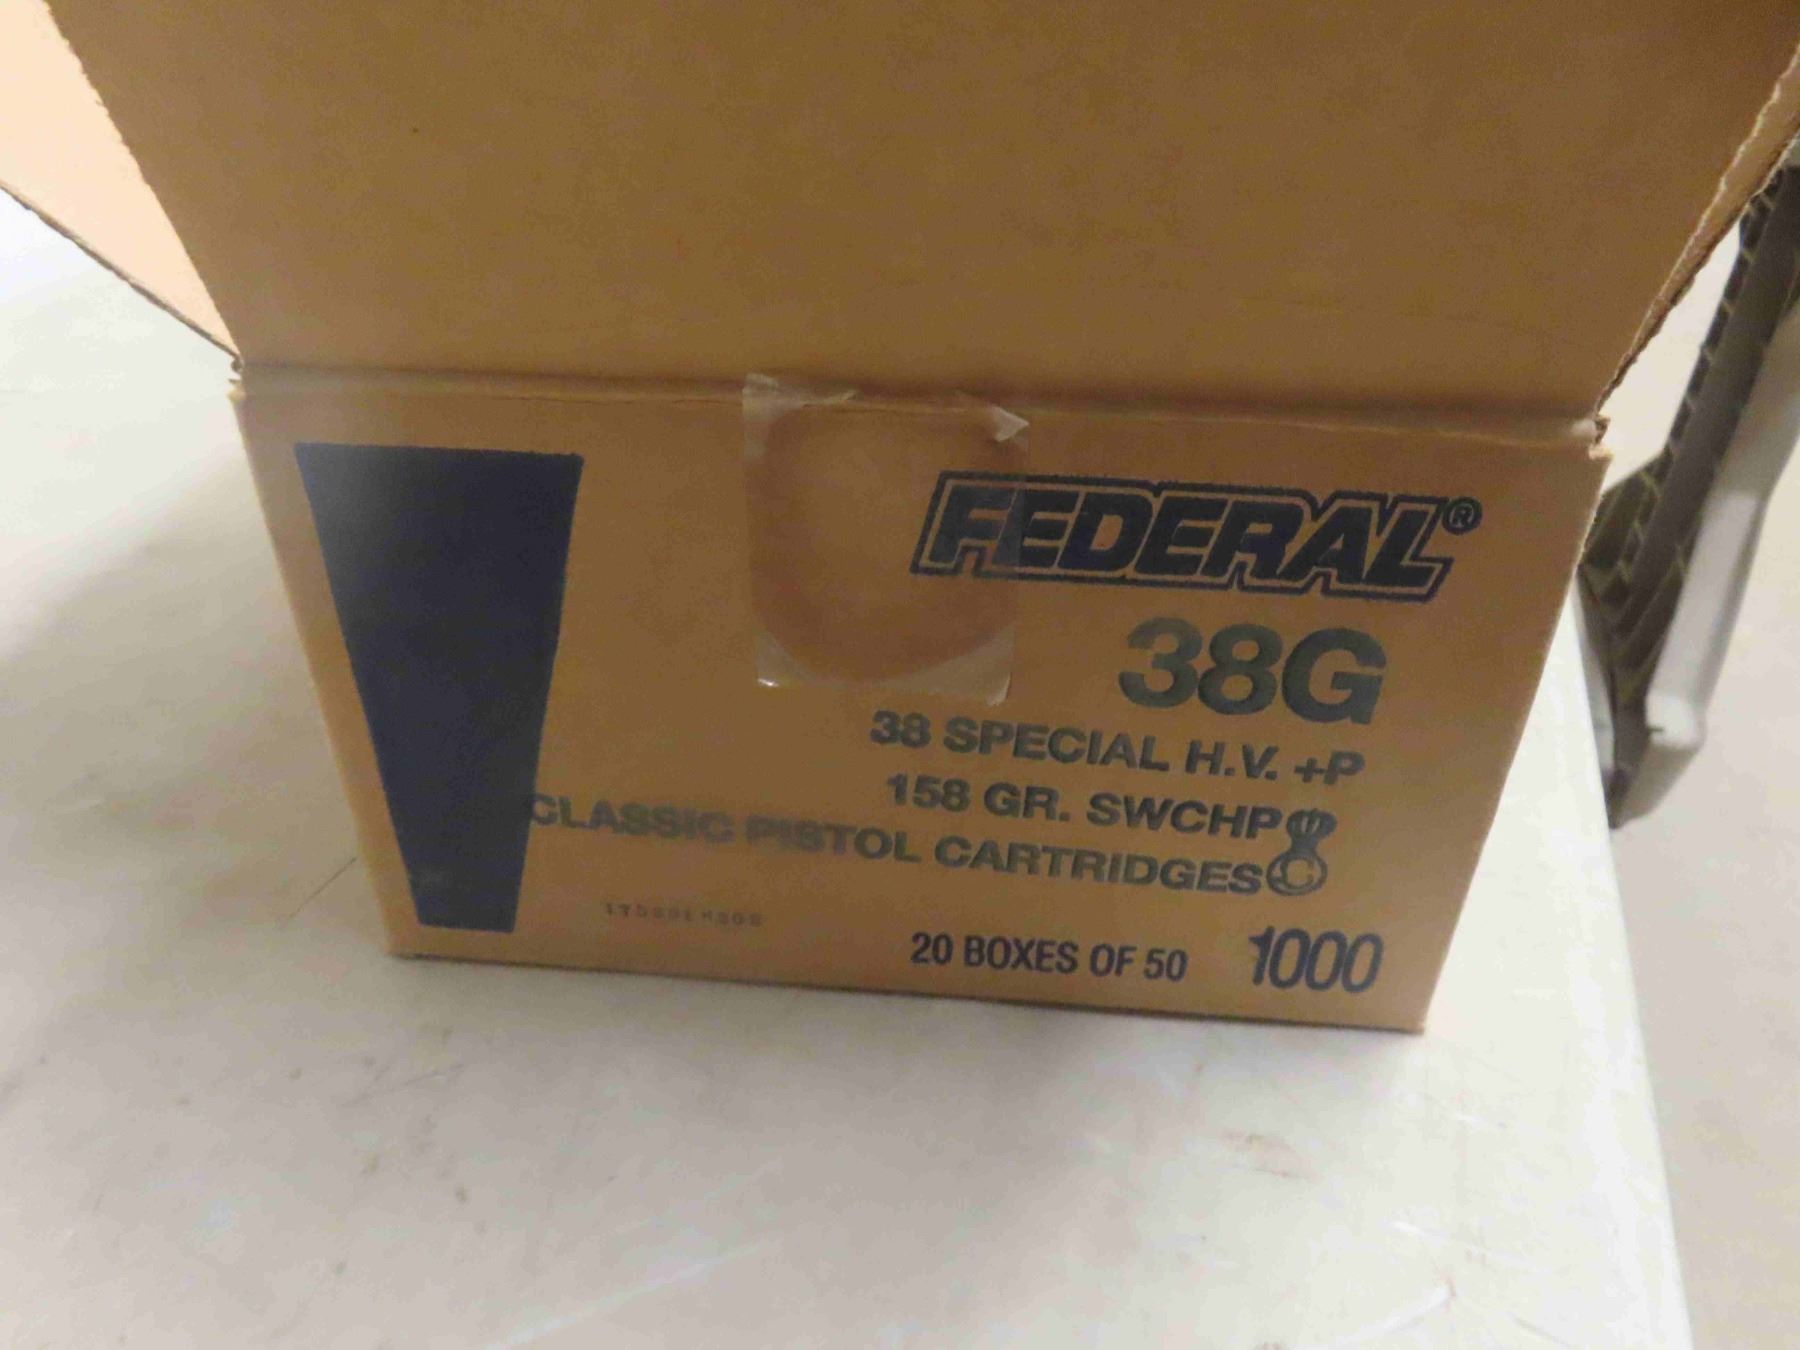 FEDERAL®
38G
38 SPECIAL H.V. +P
158 GR. SWCHP
CLASSIC PISTOL CARTRIDGES
20 BOXES OF 50 1000